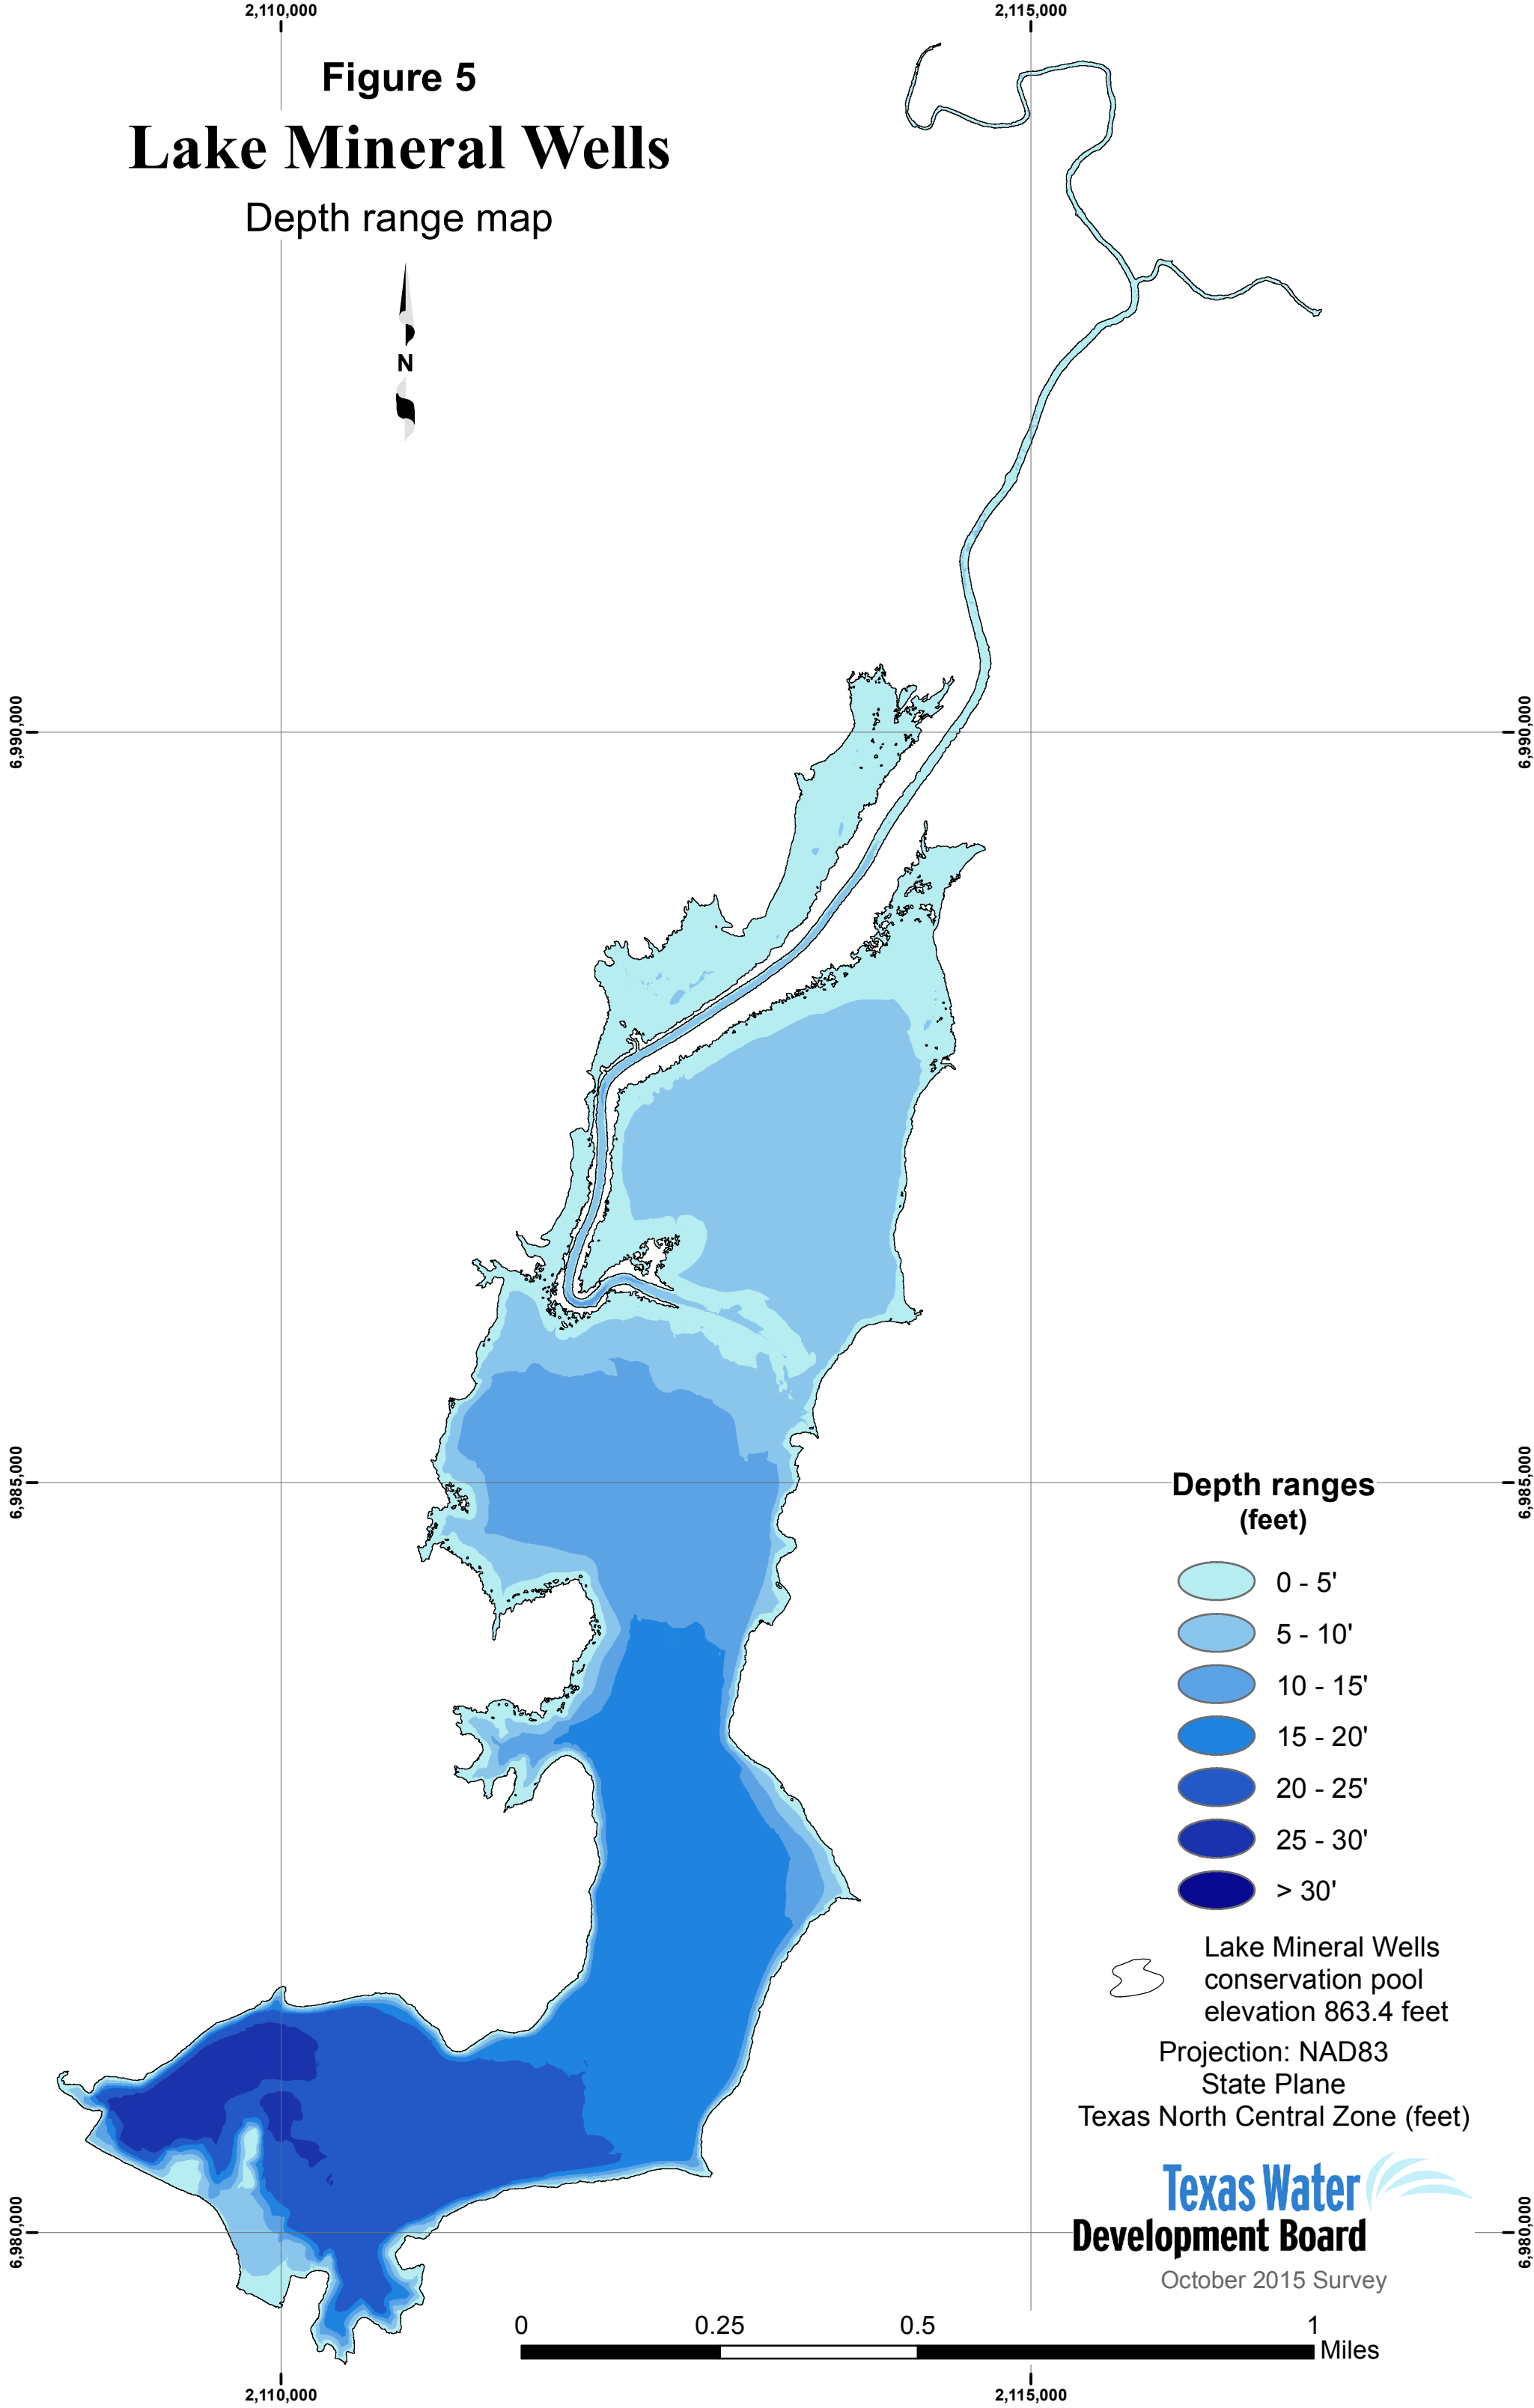 2,110,000
2,115,000
Figure 5
Lake Mineral Wells
Depth range map
N
6,990,000
6,990,000
6,985,000
6,985,000
Depth ranges
(feet)
0 - 5'
5 - 10'
10 - 15'
15 - 20'
20 - 25'
25 - 30'
> 30'
Lake Mineral Wells
conservation pool
elevation 863.4 feet
Projection: NAD83
State Plane
Texas North Central Zone (feet)
Texas Water
Development Board
October 2015 Survey
6,980,000
6,980,000
0 0.25 0.5 1
Miles
2,110,000
2,115,000